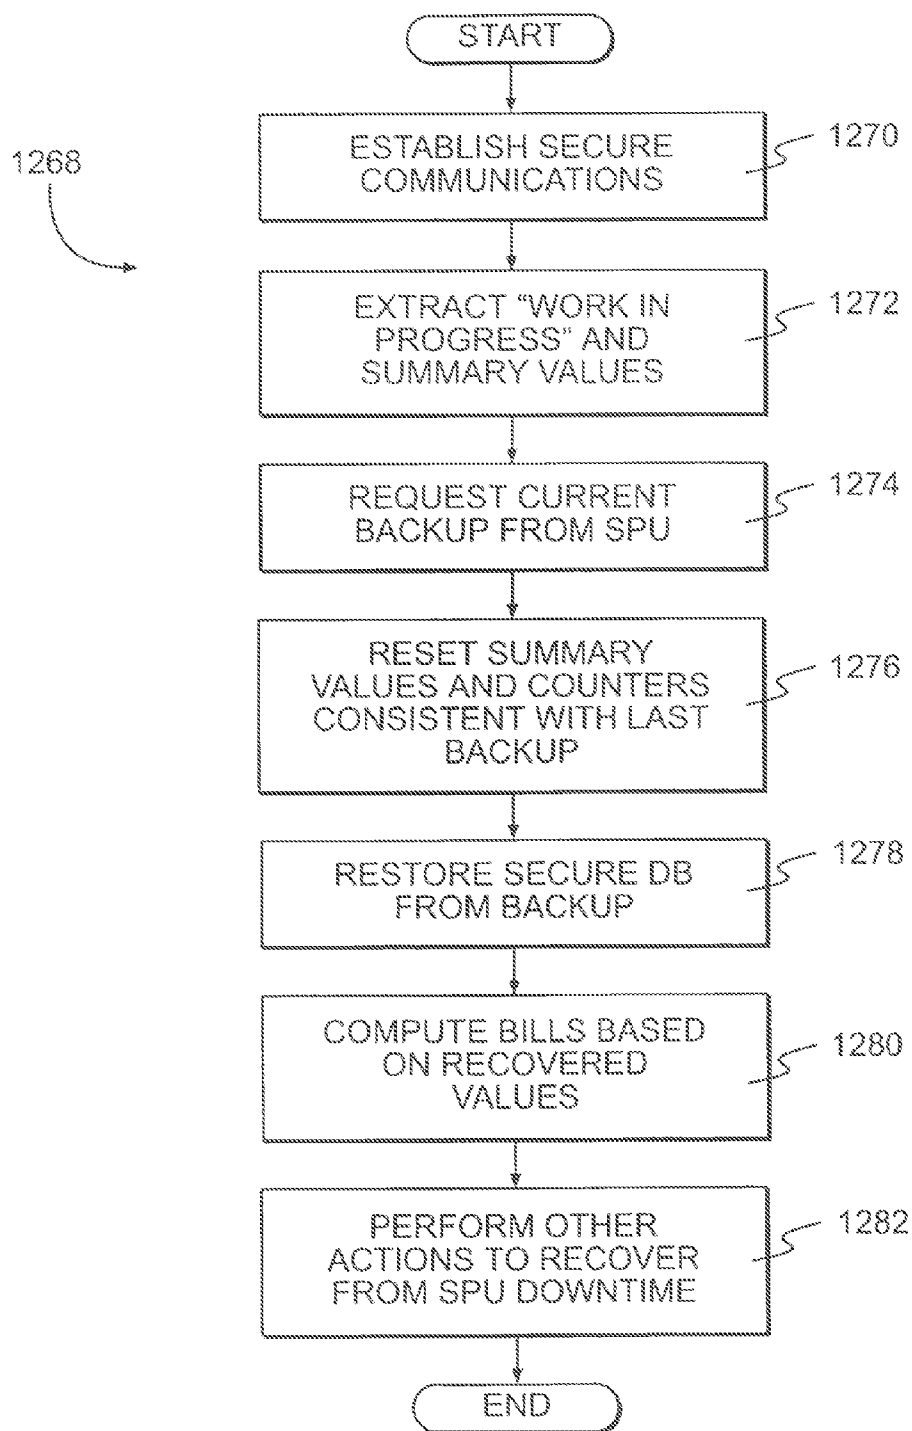 START
ESTABLISH SECURE
COMMUNICATIONS
1270
1268
EXTRACT “WORK IN
PROGRESS“ AND
SUMMARY VALUES
1272
REQUEST CURRENT
BACKUP FROM SPU
1274
RESET SUMMARY
VALUES AND COUNTERS
CONSISTENT WITH LAST
BACKUP
1276
RESTORE SECURE DB
FROM BACKUP
1278
COMPUTE BILLS BASED
ON RECOVERED
VALUES
1280
PERFORM OTHER
ACTIONS TO RECOVER
FROM SPU DOWNTIME
1282
END